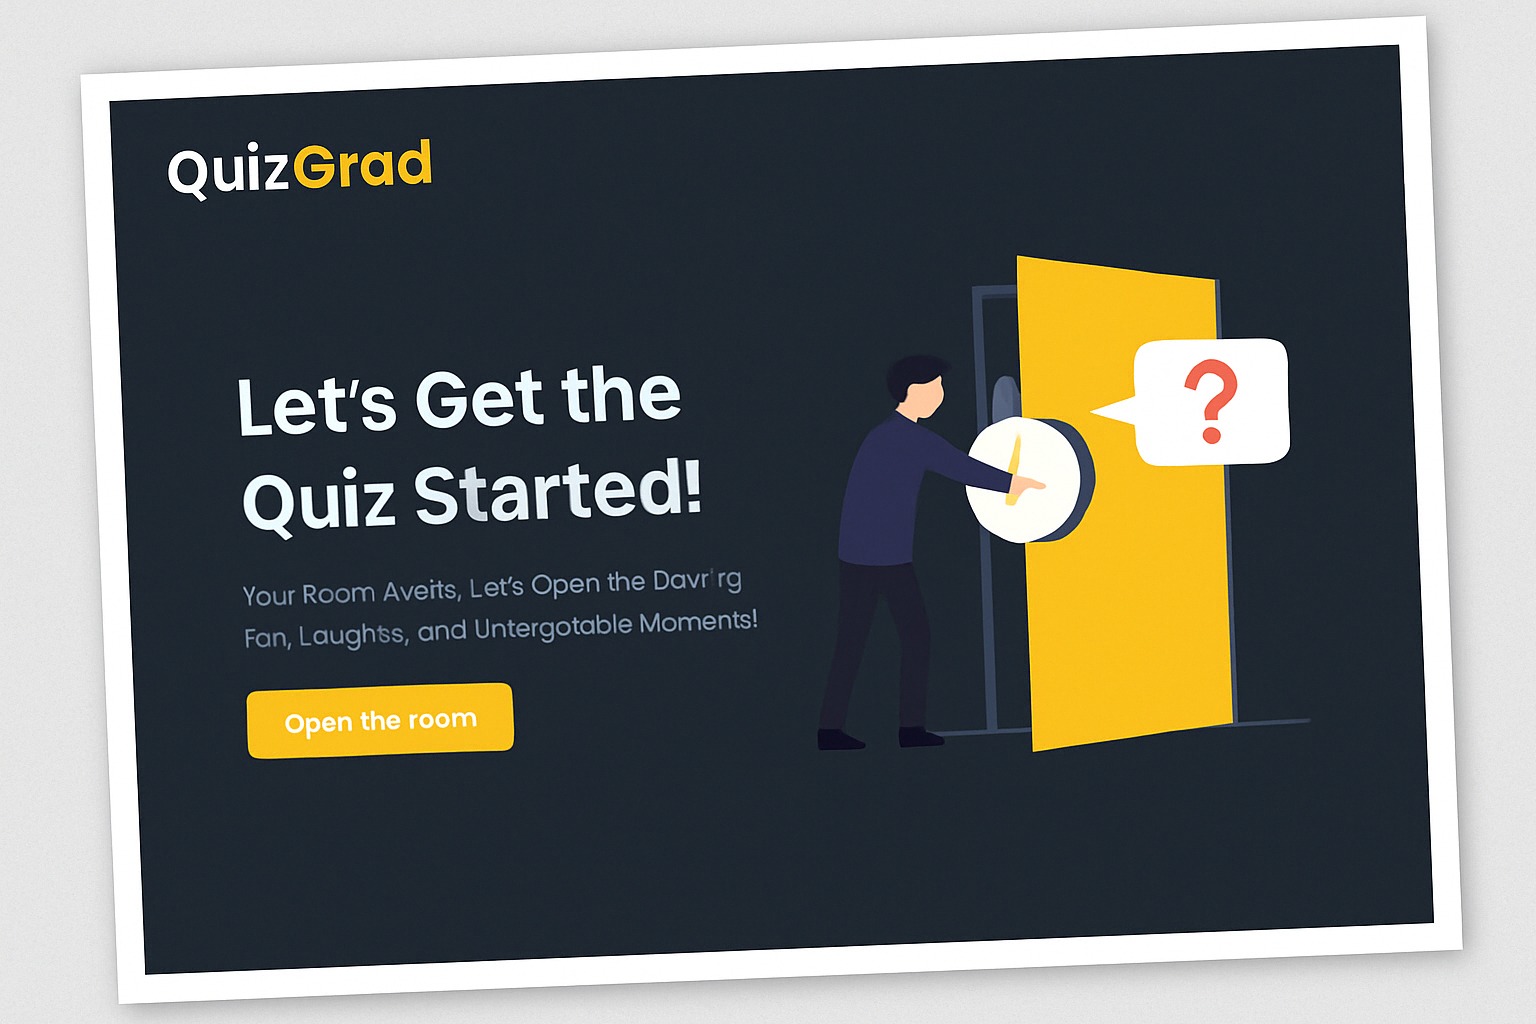 QuizGrad
Let's Get the
Quiz Started!
Your Room Aveits, Let's Open the
Fan, Laughtss, and Untergotable Moments!
Open the room
?